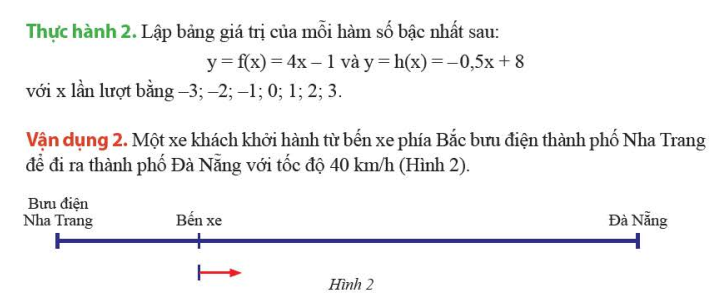 Thực hành 2. Lập bảng giá trị của mỗi hàm số bậc nhất sau:
y = f(x) = 4x – 1 và y = h(x) = –0,5x + 8
với x lần lượt bằng –3; –2; –1; 0; 1; 2; 3.
Vận dụng 2. Một xe khách khởi hành từ bến xe phía Bắc bưu điện thành phố Nha Trang
để đi ra thành phố Đà Nẵng với tốc độ 40 km/h (Hình 2).
Bưu điện
Nha Trang Bến xe Đà Nẵng
Hình 2